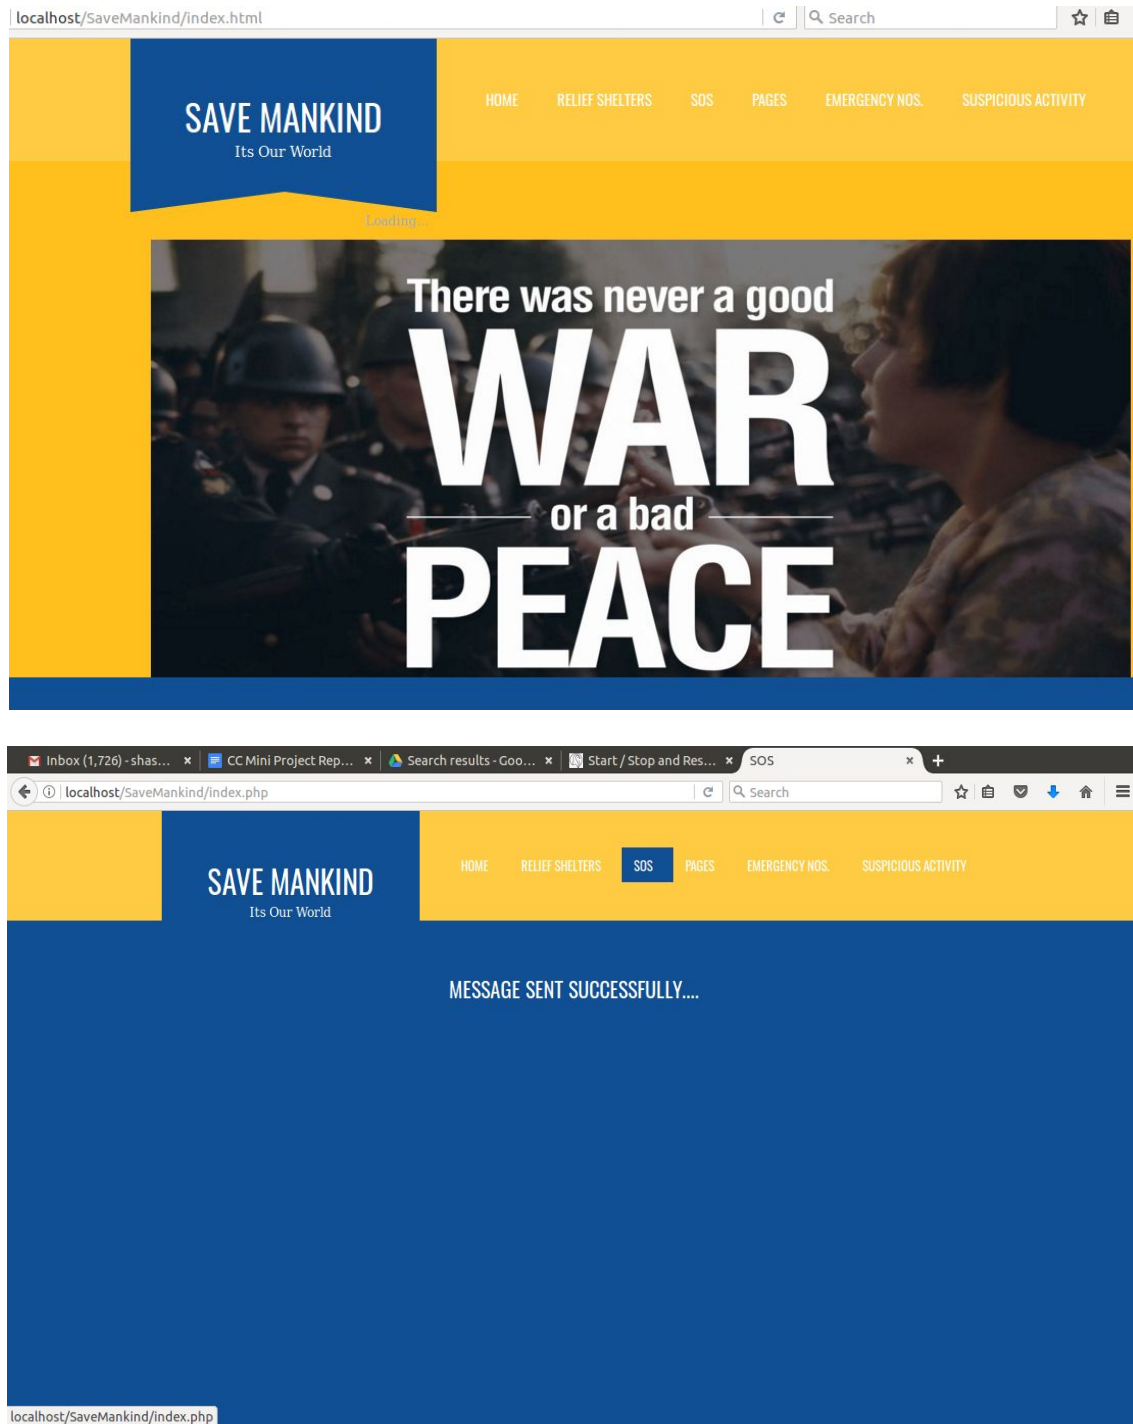 localhost/SaveMankind/index.html
Search
SAVE MANKIND
Its Our World
HOME RELIEF SHELTERS SOS PAGES EMERGENCY NOS. SUSPICIOUS ACTIVITY
Loading...
There was never a good
WAR
or a bad
PEACE
Inbox (1,726) - shas... CC Mini Project Rep... Search results - Goo... Start / Stop and Res... SOS
localhost/SaveMankind/index.php
Search
SAVE MANKIND
Its Our World
HOME RELIEF SHELTERS SOS PAGES EMERGENCY NOS. SUSPICIOUS ACTIVITY
MESSAGE SENT SUCCESSFULLY....
localhost/SaveMankind/index.php